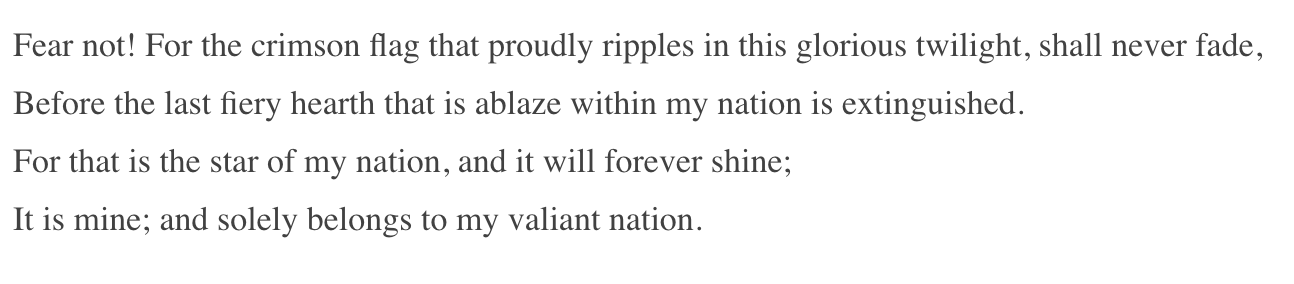 Fear not! For the crimson flag that proudly ripples in this glorious twilight, shall never fade,
Before the last fiery hearth that is ablaze within my nation is extinguished.
For that is the star of my nation, and it will forever shine;
It is mine; and solely belongs to my valiant nation.